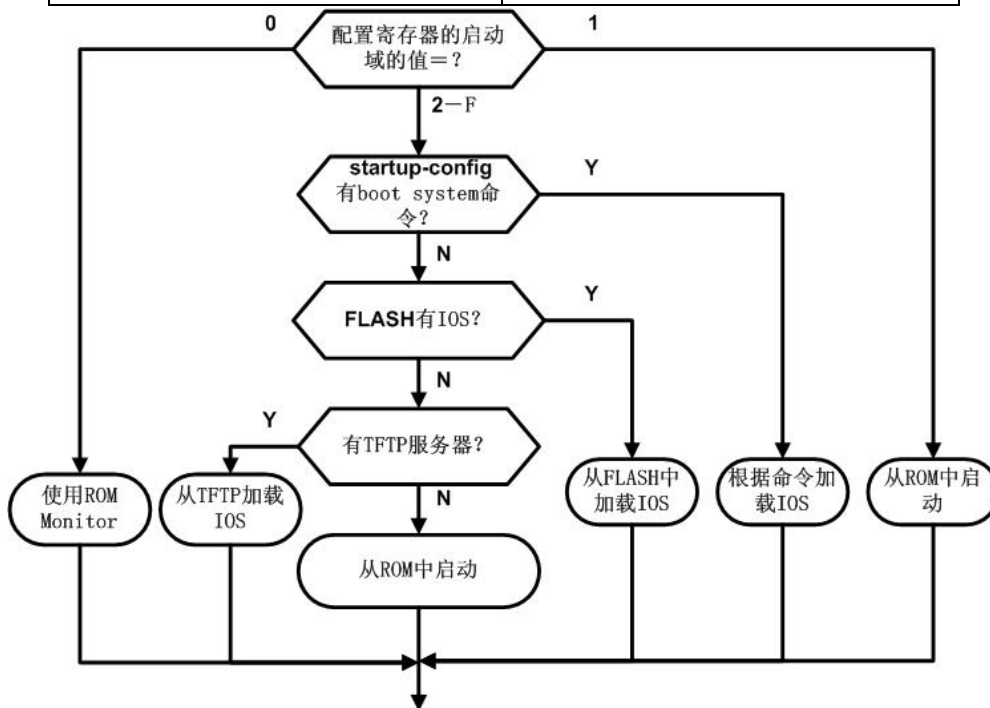 0
配置寄存器的启动
域的值＝？
1
2－F
startup-config
有boot system命
令？
Y
N
FLASH有IOS？
Y
N
Y
有TFTP服务器？
N
使用ROM
Monitor
从TFTP加载
IOS
从ROM中启动
从FLASH中
加载IOS
根据命令加
载IOS
从ROM中启
动